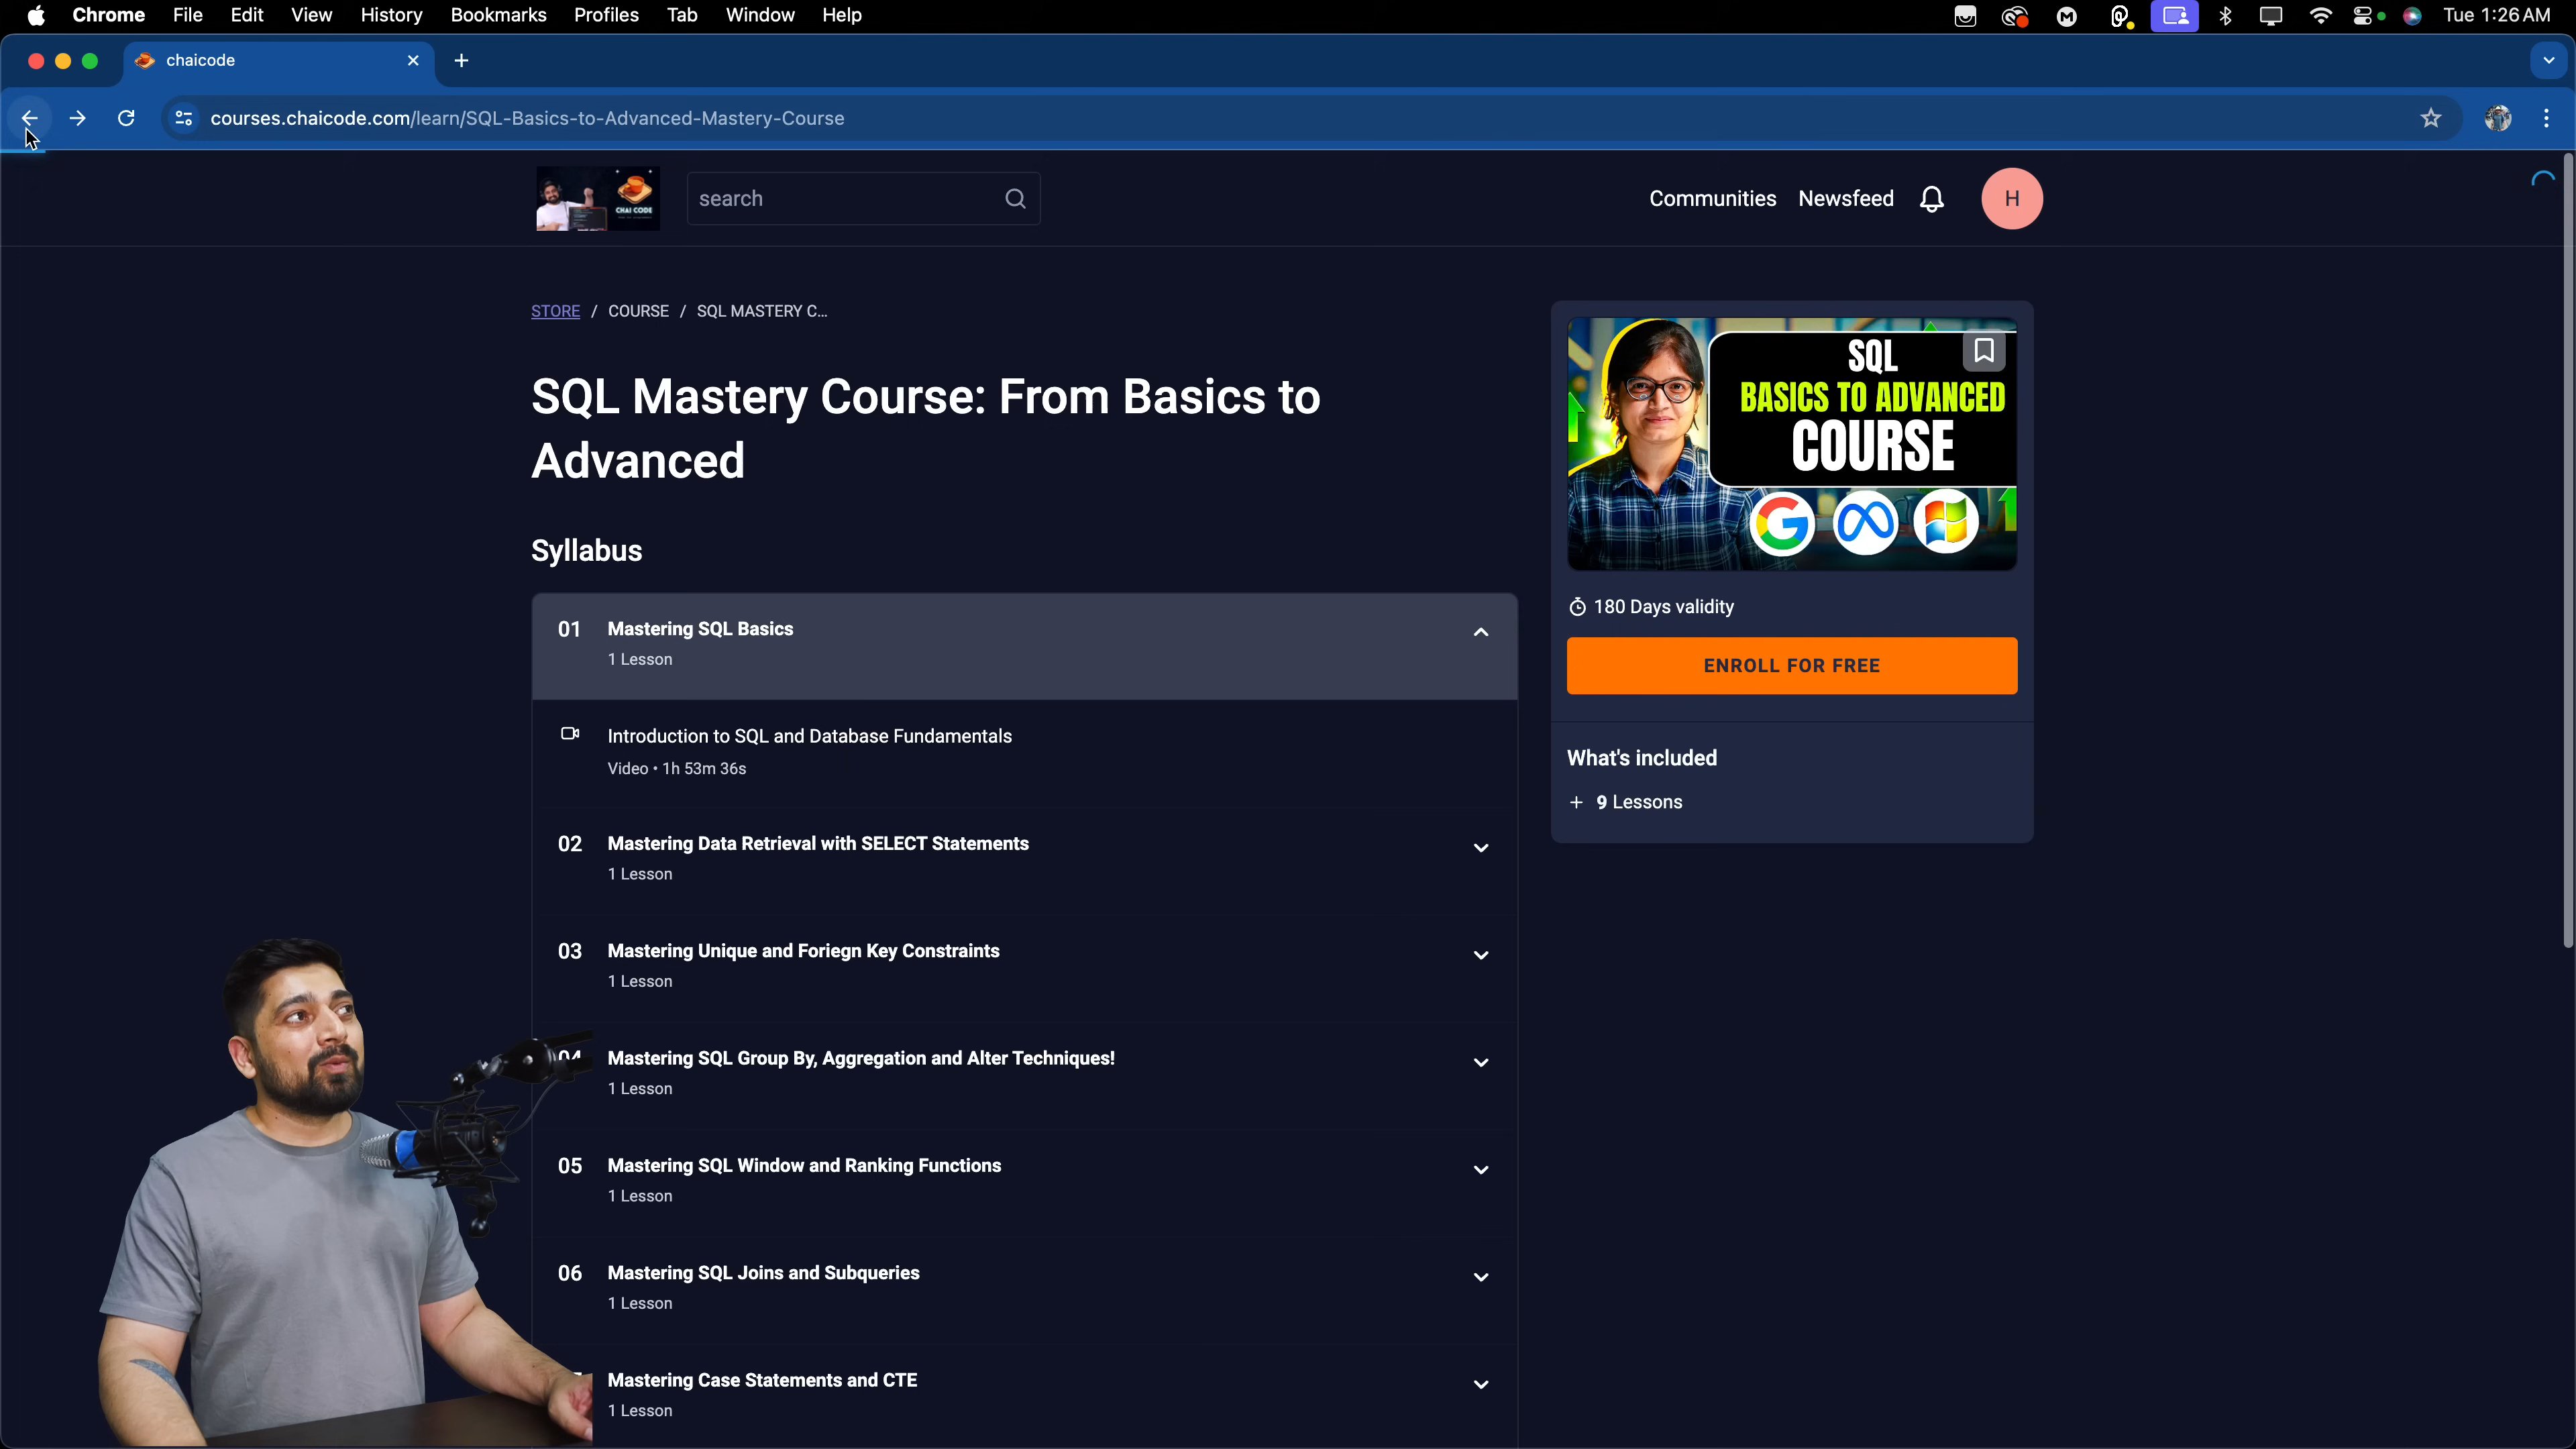 Chrome File Edit View History Bookmarks Profiles Tab Window Help Tue 1:26 AM
chaicode
courses.chaicode.com/learn/SQL-Basics-to-Advanced-Mastery-Course
CHAI CODE
search
Communities Newsfeed H
STORE / COURSE / SQL MASTERY C...
SQL Mastery Course: From Basics to
Advanced
Syllabus
01 Mastering SQL Basics
1 Lesson
Introduction to SQL and Database Fundamentals
Video • 1h 53m 36s
02 Mastering Data Retrieval with SELECT Statements
1 Lesson
03 Mastering Unique and Foriegn Key Constraints
1 Lesson
04 Mastering SQL Group By, Aggregation and Alter Techniques!
1 Lesson
05 Mastering SQL Window and Ranking Functions
1 Lesson
06 Mastering SQL Joins and Subqueries
1 Lesson
Mastering Case Statements and CTE
1 Lesson
SQL
BASICS TO ADVANCED
COURSE
180 Days validity
ENROLL FOR FREE
What's included
+ 9 Lessons